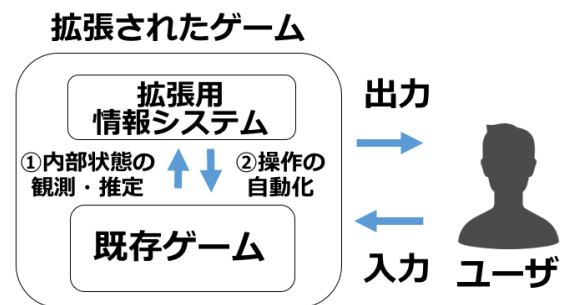 拡張されたゲーム
拡張用
情報システム
①内部状態の
観測・推定
②操作の
自動化
既存ゲーム
出力
入力
ユーザ